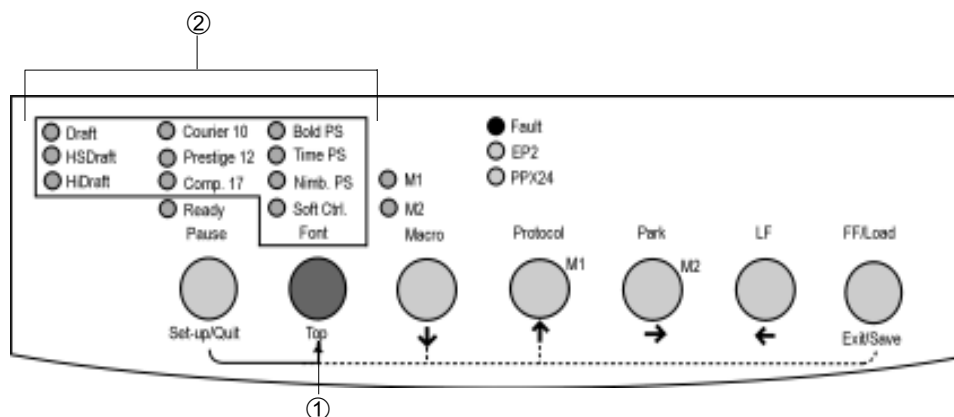 ②
Draft Courier 10 Bold PS Fault
HSDraft Prestige 12 Time PS EP2
HiDraft Comp. 17 Nimb. PS M1 PPX24
Ready Soft Ctrl. M2
Pause Font Macro Protocol Park LF FF/Load
M1 M2
Set-up/Quit Top Exit/Save
①